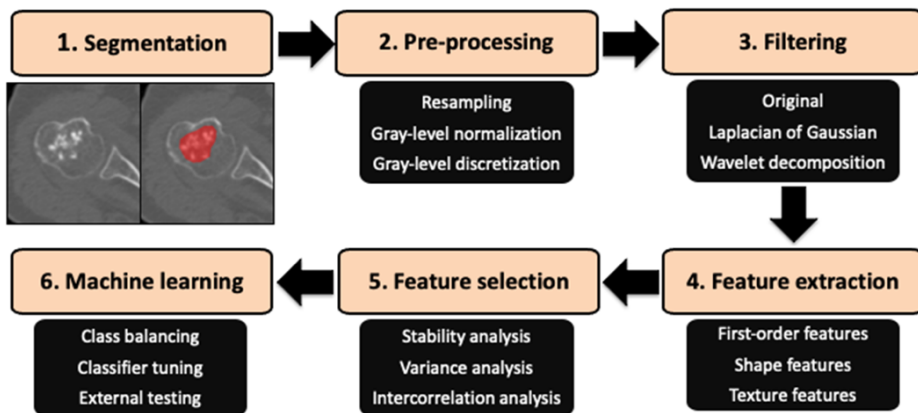 1. Segmentation
2. Pre-processing
Resampling
Gray-level normalization
Gray-level discretization
3. Filtering
Original
Laplacian of Gaussian
Wavelet decomposition
4. Feature extraction
First-order features
Shape features
Texture features
5. Feature selection
Stability analysis
Variance analysis
Intercorrelation analysis
6. Machine learning
Class balancing
Classifier tuning
External testing